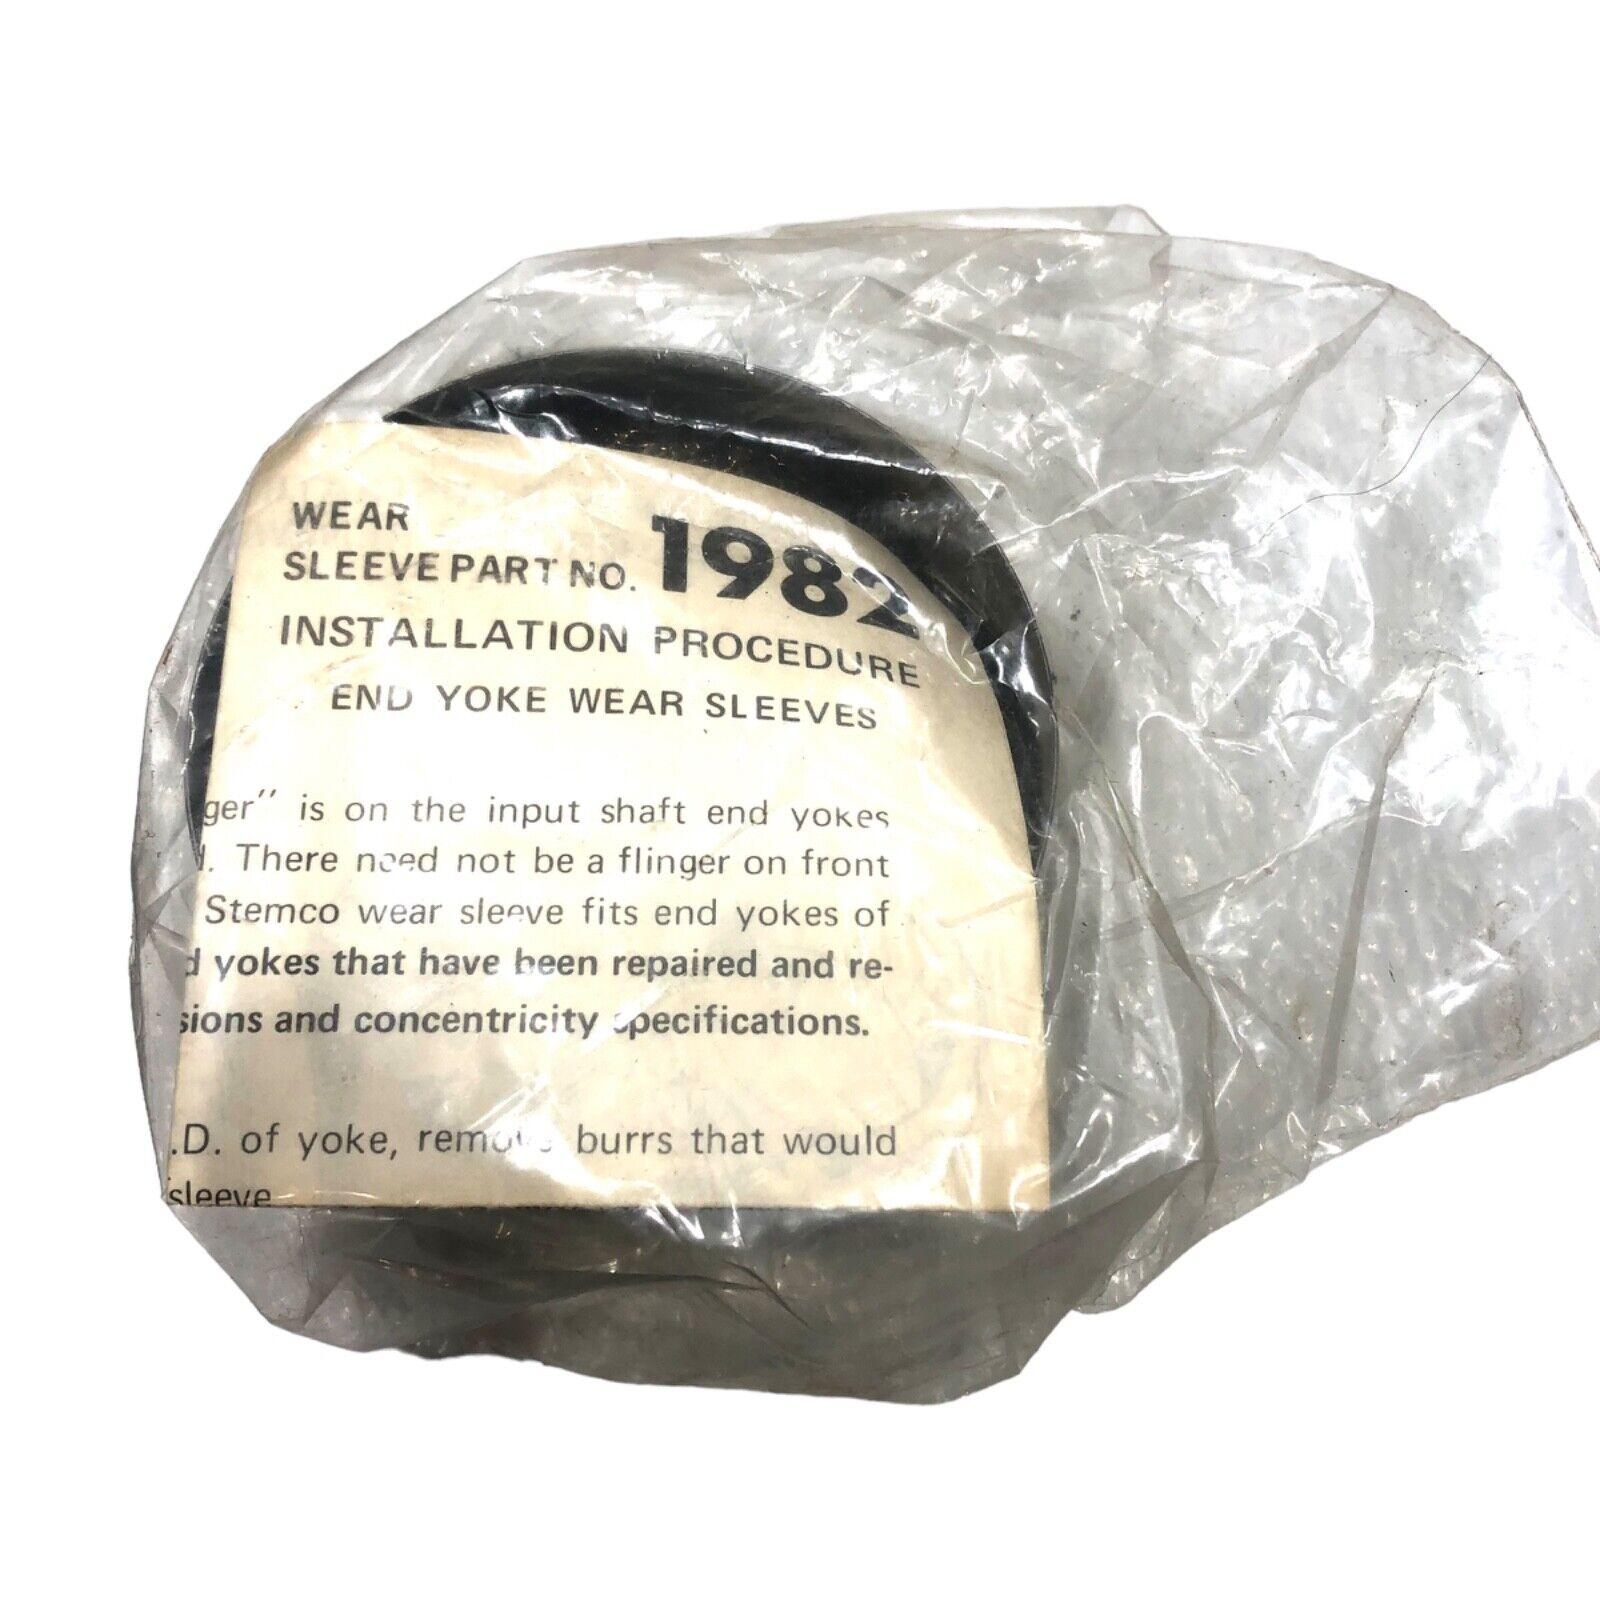 WEAR
SLEEVE PART NO. 1982
INSTALLATION PROCEDURE
END YOKE WEAR SLEEVES
ger" is on the input shaft end yokes
. There need not be a flinger on front
Stemco wear sleeve fits end yokes of
d yokes that have been repaired and re-
sions and concentricity specifications.
.D. of yoke, remove burrs that would
sleeve